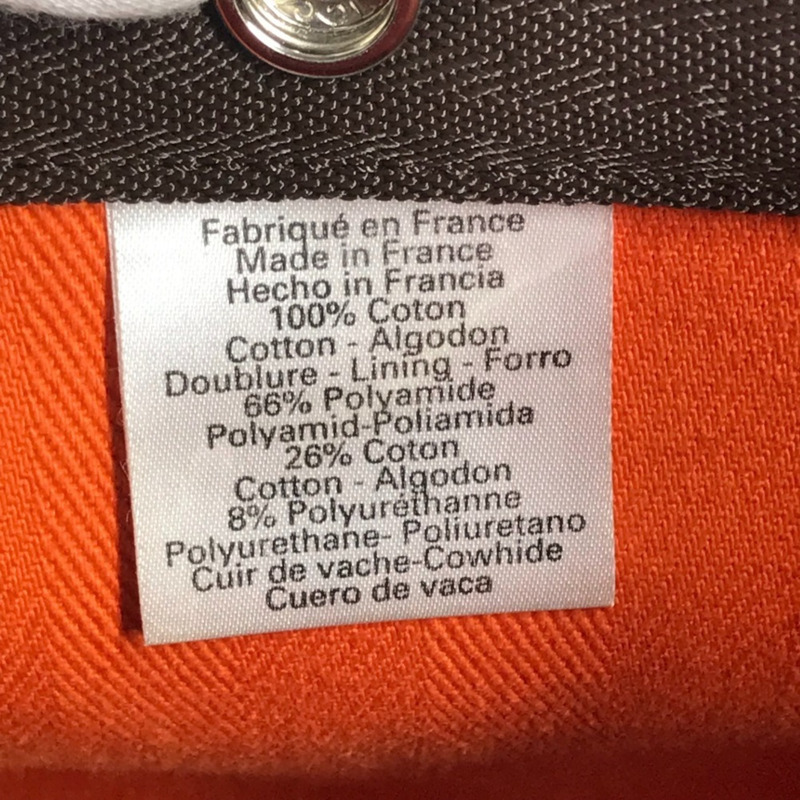 Fabriqué en France
Made in France
Hecho in Francia
100% Coton
Cotton - Algodon
Doublure - Lining - Forro
66% Polyamide
Polyamid-Poliamida
26% Coton
Cotton - Algodon
8% Polyuréthanne
Polyurethane- Poliuretano
Cuir de vache-Cowhide
Cuero de vaca